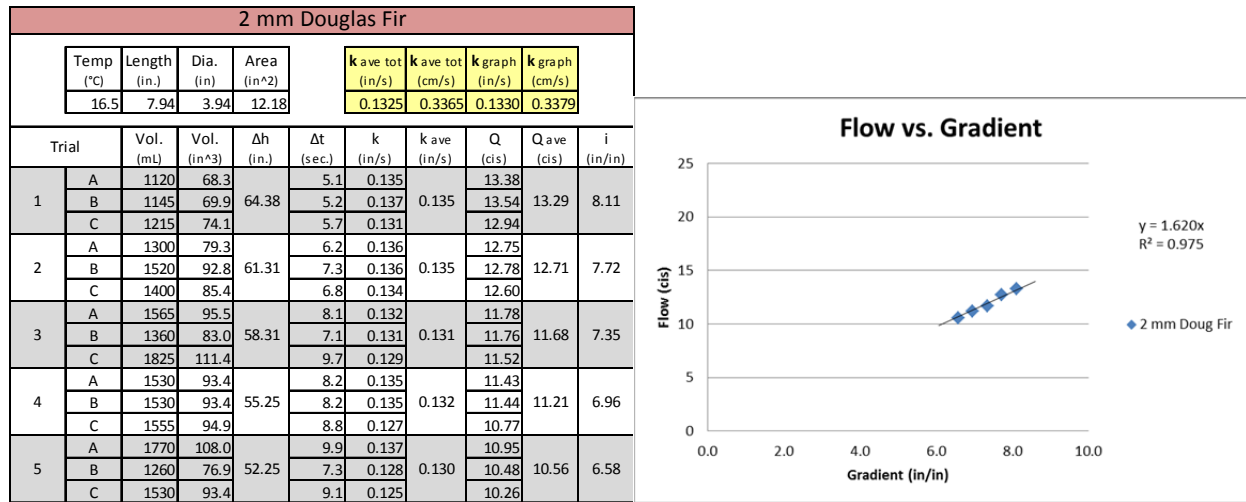 2 mm Douglas Fir
Temp Length Dia. Area k ave tot k ave tot k graph k graph
(°C) (in.) (in) (in^2) (in/s) (cm/s) (in/s) (cm/s)
16.5 7.94 3.94 12.18 0.1325 0.3365 0.1330 0.3379
Trial Vol. Vol. Δh Δt k k ave Q Q ave i
(mL) (in^3) (in.) (sec.) (in/s) (in/s) (cis) (cis) (in/in)
A 1120 68.3 5.1 0.135 13.38
1 B 1145 69.9 64.38 5.2 0.137 0.135 13.54 13.29 8.11
C 1215 74.1 5.7 0.131 12.94
A 1300 79.3 6.2 0.136 12.75
2 B 1520 92.8 61.31 7.3 0.136 0.135 12.78 12.71 7.72
C 1400 85.4 6.8 0.134 12.60
A 1565 95.5 8.1 0.132 11.78
3 B 1360 83.0 58.31 7.1 0.131 0.131 11.76 11.68 7.35
C 1825 111.4 9.7 0.129 11.52
A 1530 93.4 8.2 0.135 11.43
4 B 1530 93.4 55.25 8.2 0.135 0.132 11.44 11.21 6.96
C 1555 94.9 8.8 0.127 10.77
A 1770 108.0 9.9 0.137 10.95
5 B 1260 76.9 52.25 7.3 0.128 0.130 10.48 10.56 6.58
C 1530 93.4 9.1 0.125 10.26
Flow vs. Gradient
25
20
15
10
5
0
Flow (cis)
0.0 2.0 4.0 6.0 8.0 10.0
Gradient (in/in)
y = 1.620x
R² = 0.975
2 mm Doug Fir